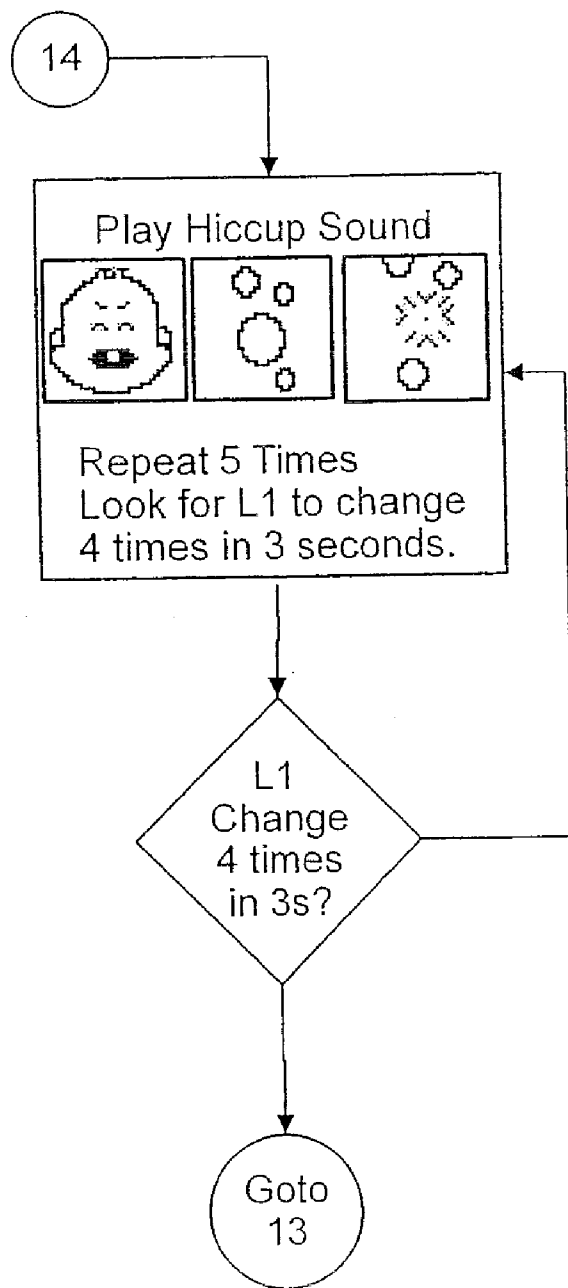 14
Play Hiccup Sound
Repeat 5 Times
Look for L1 to change
4 times in 3 seconds.
L1
Change
4 times
in 3s?
Goto
13